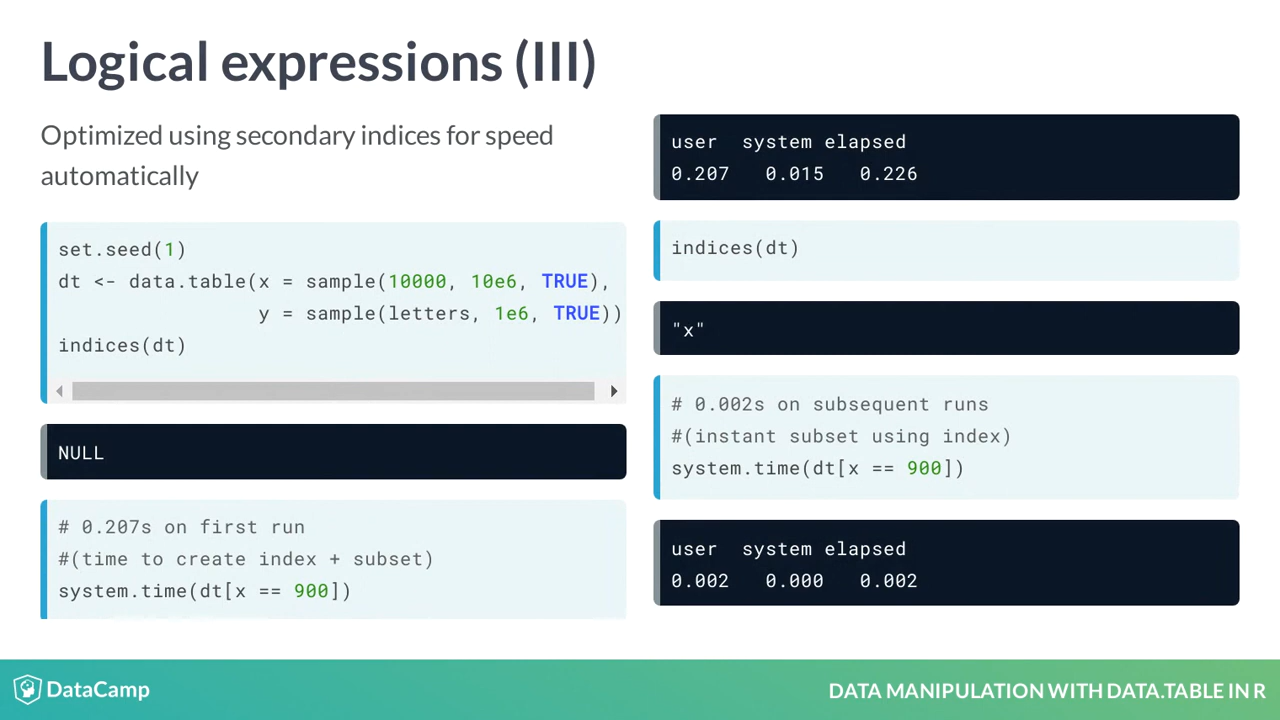 Logical expressions (III)
Optimized using secondary indices for speed
automatically
set.seed(1)
dt <- data.table(x = sample(10000, 10e6, TRUE),
                 y = sample(letters, 1e6, TRUE))
indices(dt)
NULL
# 0.207s on first run
#(time to create index + subset)
system.time(dt[x == 900])
user  system elapsed
0.207   0.015   0.226
indices(dt)
"x"
# 0.002s on subsequent runs
#(instant subset using index)
system.time(dt[x == 900])
user  system elapsed
0.002   0.000   0.002
DataCamp
DATA MANIPULATION WITH DATA.TABLE IN R